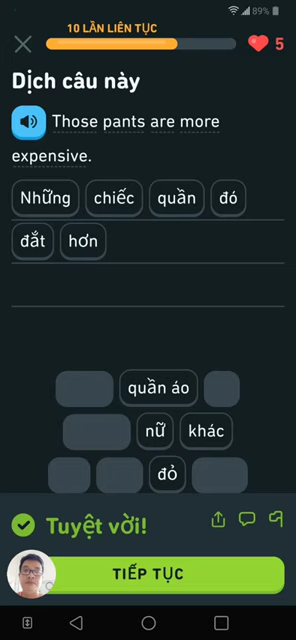 89%
10 LẦN LIÊN TỤC
5
Dịch câu này
Those pants are more
expensive.
Những chiếc quần đó
đắt hơn
quần áo
nữ khác
đỏ
Tuyệt vời!
TIẾP TỤC